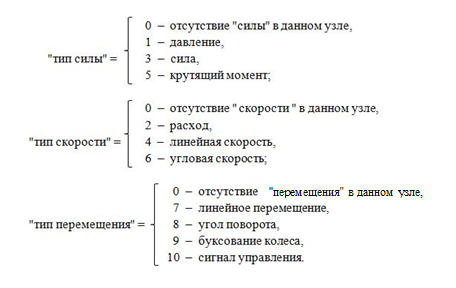 0 – отсутствие "силы" в данном узле,
1 – давление,
"тип силы" =
3 – сила,
5 – крутящий момент;
0 – отсутствие " скорости " в данном узле,
2 – расход,
"тип скорости" =
4 – линейная скорость,
6 – угловая скорость;
0 – отсутствие "перемещения" в данном узле,
7 – линейное перемещение,
"тип перемещения" =
8 – угол поворота,
9 – буксование колеса,
10 – сигнал управления.